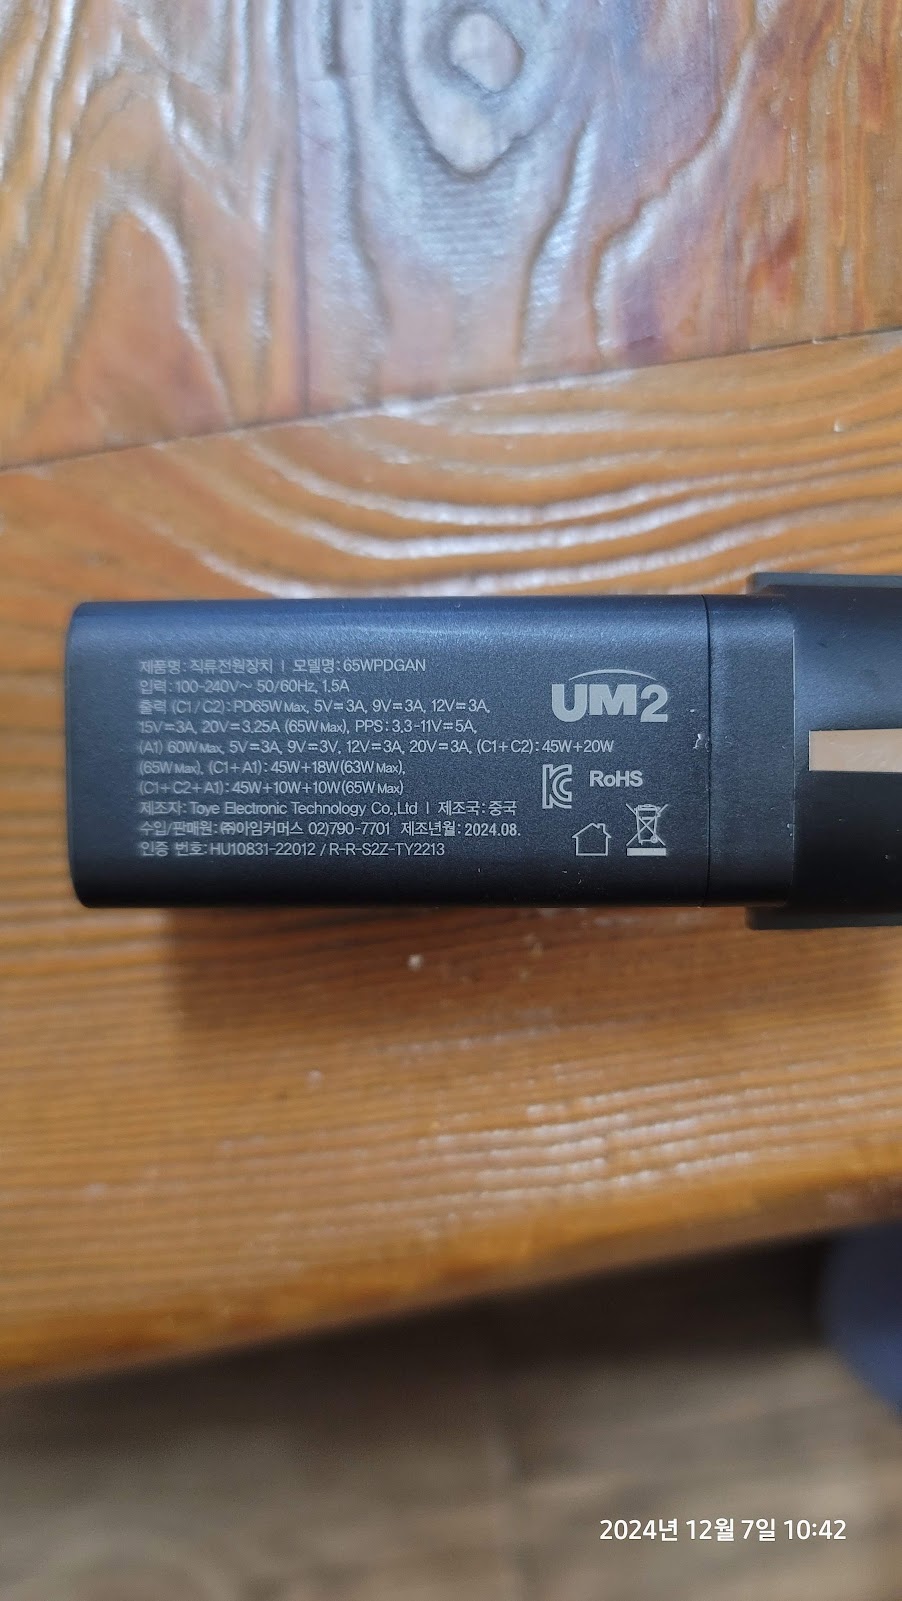 제품명: 직류전원장치 | 모델명: 65WPDGAN
입력: 100-240V~ 50/60Hz, 1.5A
출력 (C1/C2): PD65W Max, 5V=3A, 9V=3A, 12V=3A,
15V=3A, 20V=3.25A (65W Max), PPS: 3.3-11V=5A,
(A1) 60W Max, 5V=3A, 9V=3V, 12V=3A, 20V=3A, (C1+C2): 45W+20W
(65W Max), (C1+A1): 45W+18W(63W Max),
(C1+C2+A1): 45W+10W+10W(65W Max)
제조자: Toye Electronic Technology Co.,Ltd | 제조국: 중국
수입/판매원: ㈜아임커머스 02)790-7701 제조년월: 2024.08.
인증 번호: HU10831-22012 / R-R-S2Z-TY2213
UM2
RoHS
2024년 12월 7일 10:42